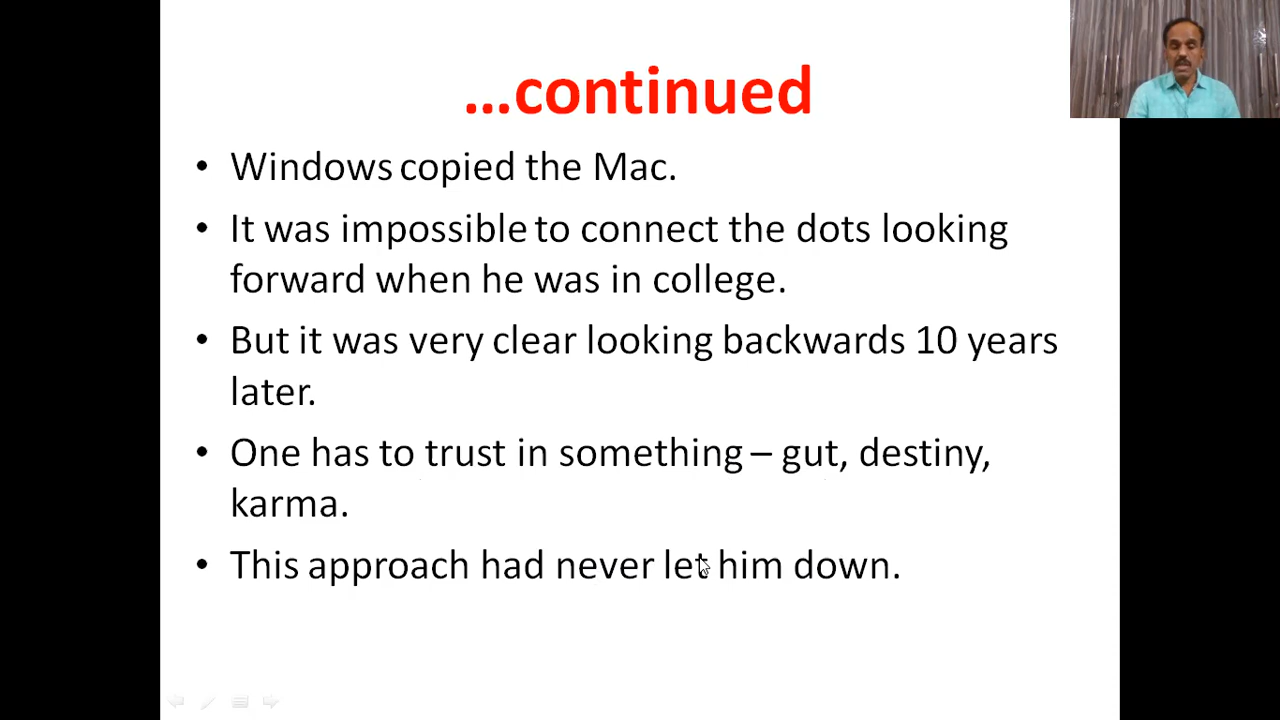 ...continued
• Windows copied the Mac.
• It was impossible to connect the dots looking
forward when he was in college.
• But it was very clear looking backwards 10 years
later.
• One has to trust in something – gut, destiny,
karma.
• This approach had never let him down.